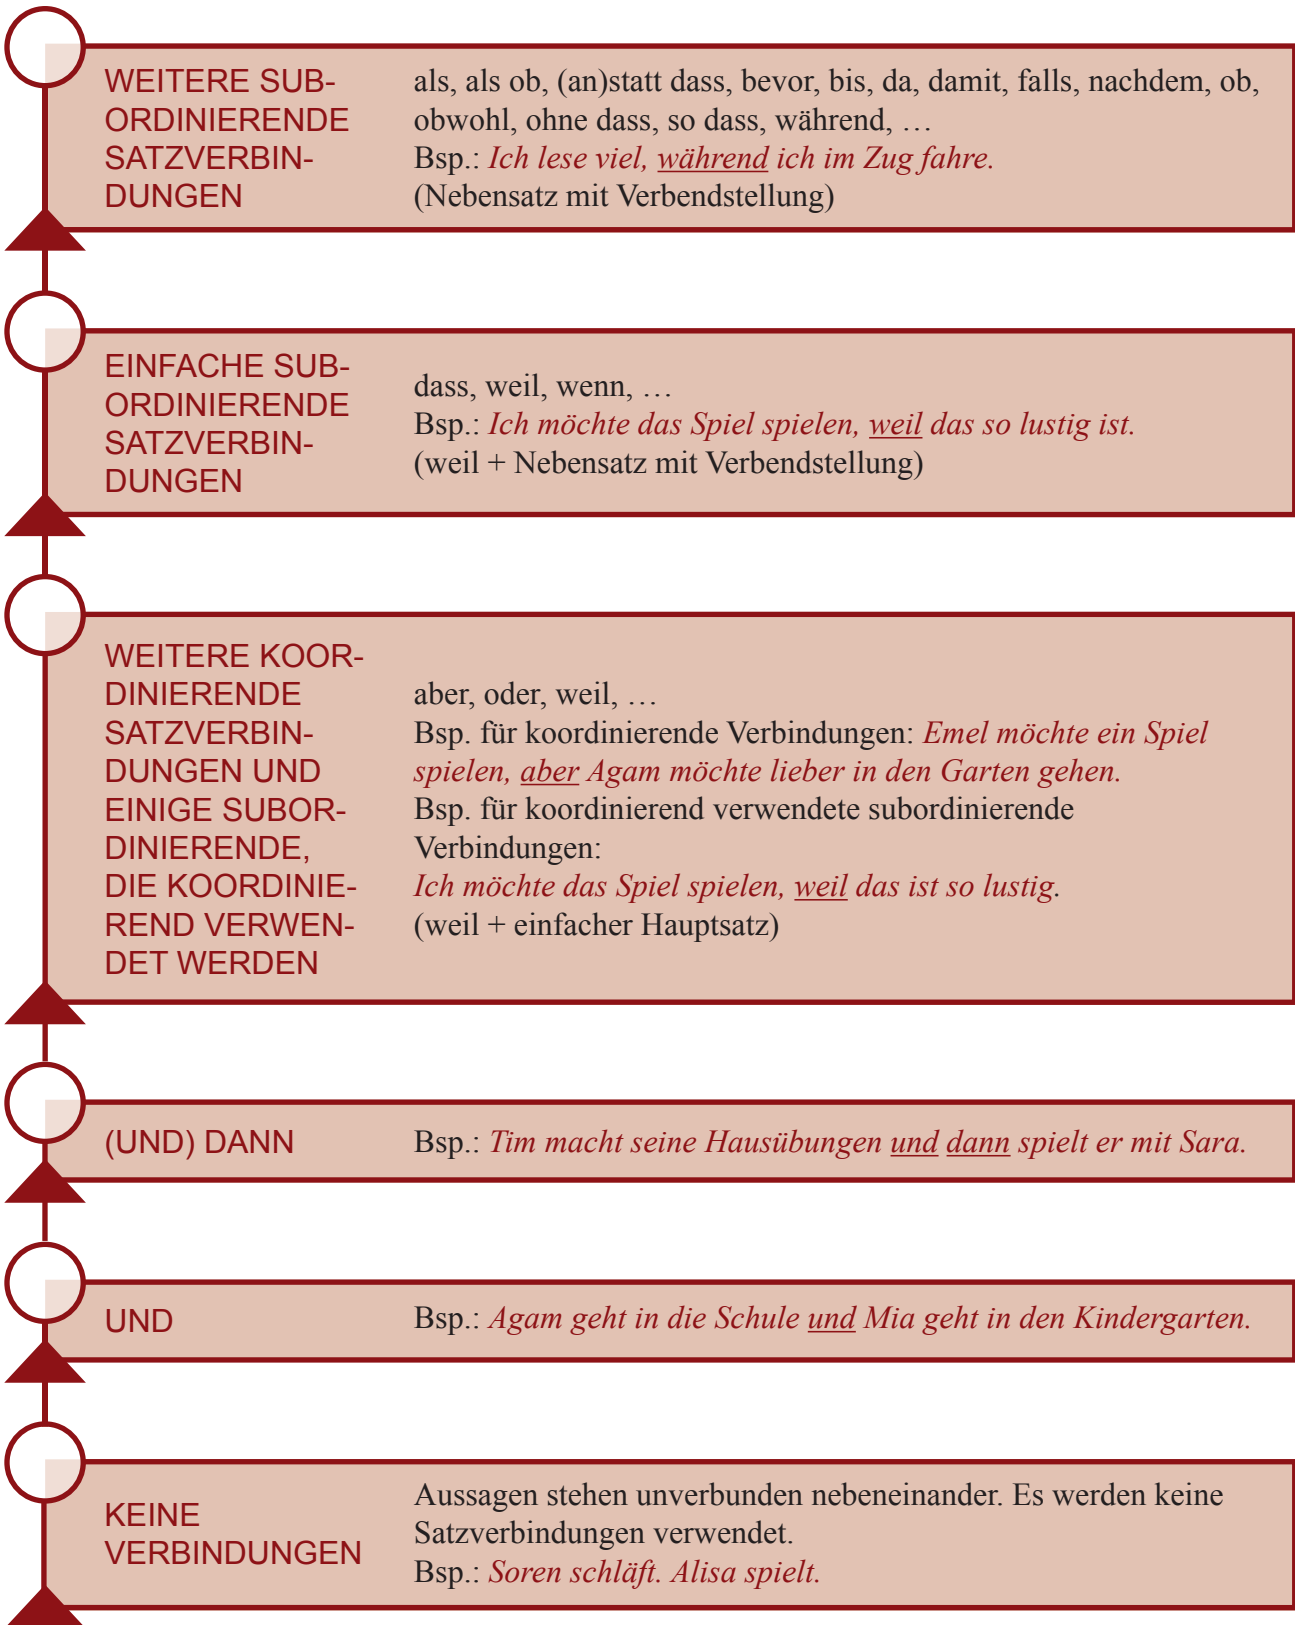 WEITERE SUB-
ORDINIERENDE
SATZVERBIN-
DUNGEN
als, als ob, (an)statt dass, bevor, bis, da, damit, falls, nachdem, ob,
obwohl, ohne dass, so dass, während, …
Bsp.: Ich lese viel, während ich im Zug fahre.
(Nebensatz mit Verbendstellung)
EINFACHE SUB-
ORDINIERENDE
SATZVERBIN-
DUNGEN
dass, weil, wenn, …
Bsp.: Ich möchte das Spiel spielen, weil das so lustig ist.
(weil + Nebensatz mit Verbendstellung)
WEITERE KOOR-
DINIERENDE
SATZVERBIN-
DUNGEN UND
EINIGE SUBOR-
DINIERENDE,
DIE KOORDINIE-
REND VERWEN-
DET WERDEN
aber, oder, weil, …
Bsp. für koordinierende Verbindungen: Emel möchte ein Spiel
spielen, aber Agam möchte lieber in den Garten gehen.
Bsp. für koordinierend verwendete subordinierende
Verbindungen:
Ich möchte das Spiel spielen, weil das ist so lustig.
(weil + einfacher Hauptsatz)
(UND) DANN
Bsp.: Tim macht seine Hausübungen und dann spielt er mit Sara.
UND
Bsp.: Agam geht in die Schule und Mia geht in den Kindergarten.
KEINE
VERBINDUNGEN
Aussagen stehen unverbunden nebeneinander. Es werden keine
Satzverbindungen verwendet.
Bsp.: Soren schläft. Alisa spielt.